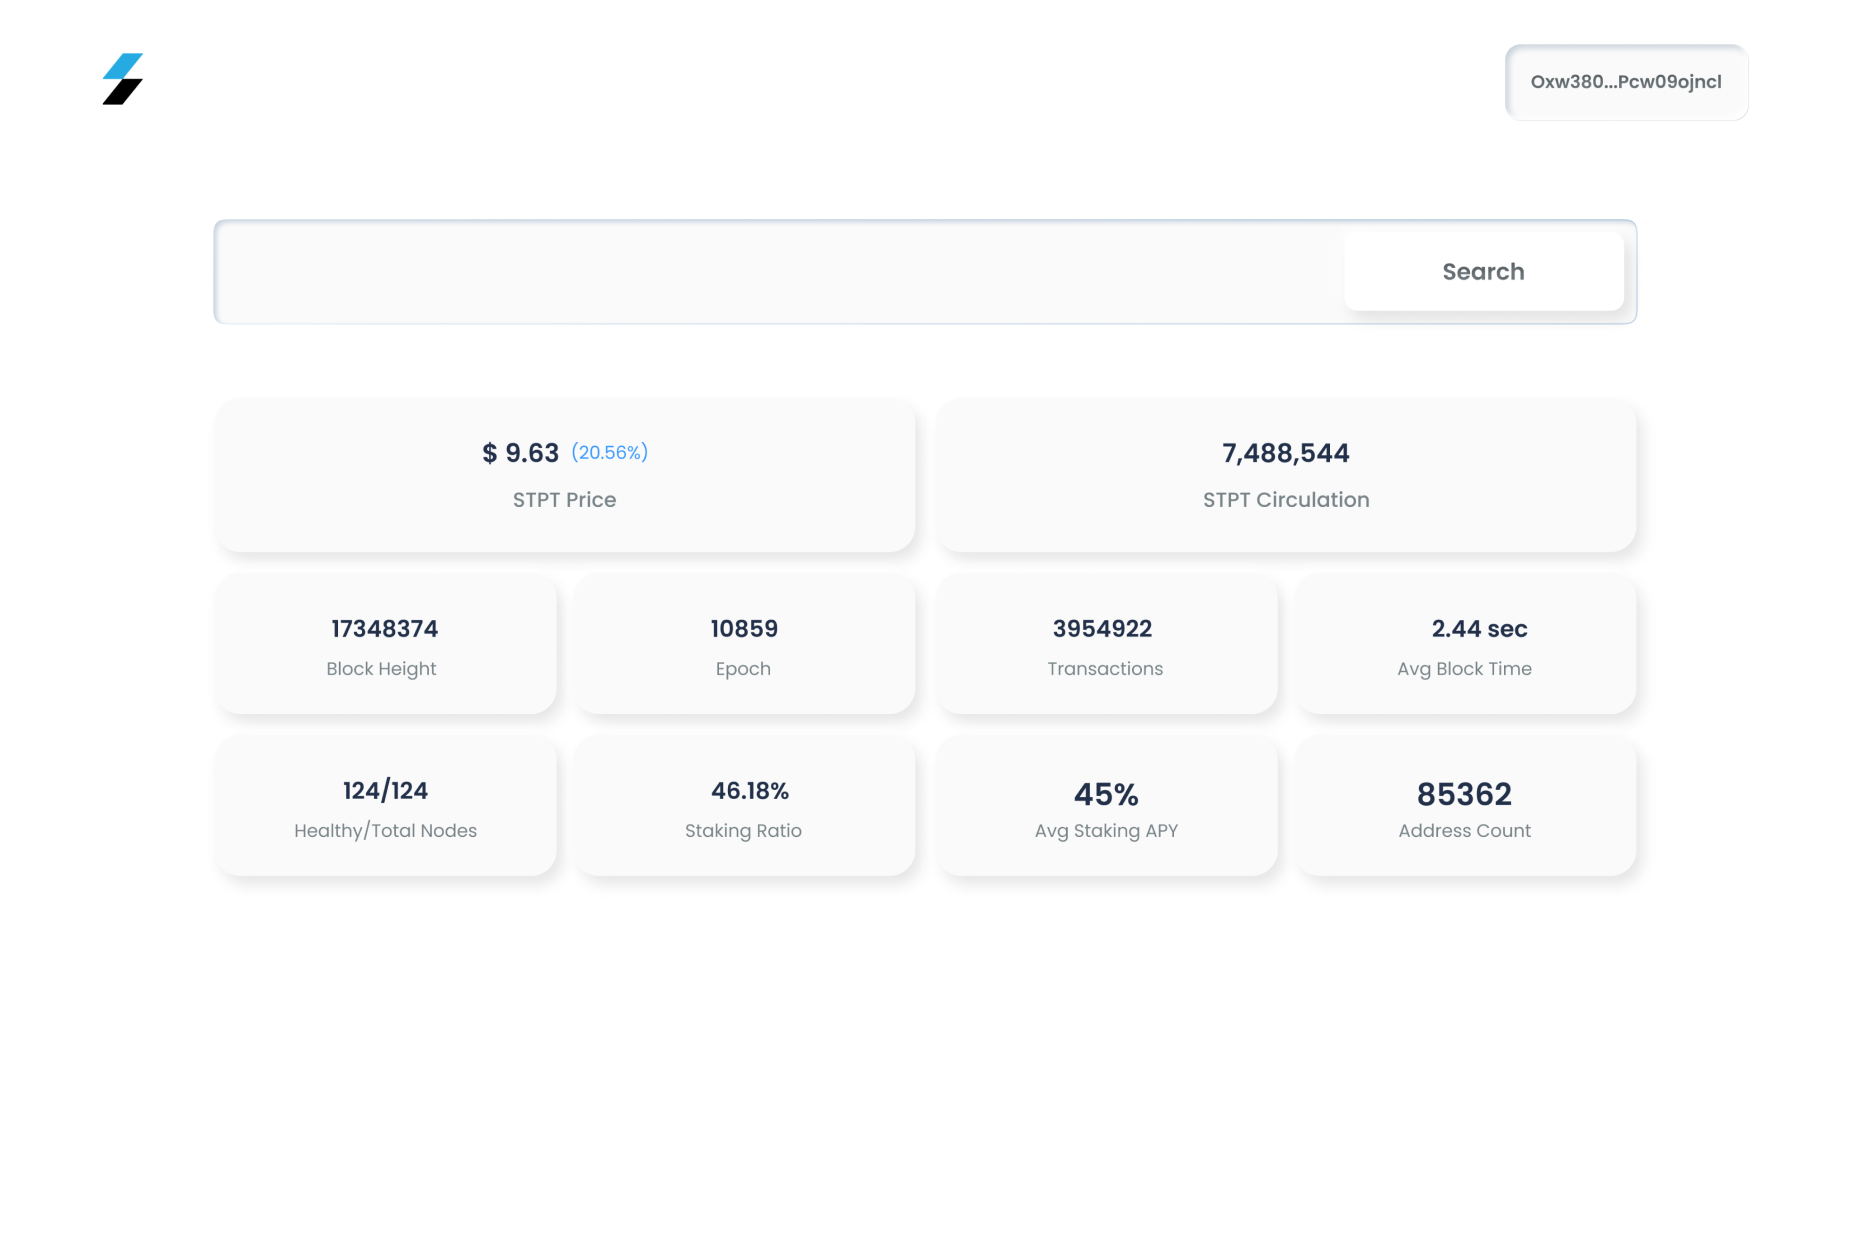 Oxw380...Pcw09ojncl
Search
$ 9.63 (20.56%)
STPT Price
7,488,544
STPT Circulation
17348374
Block Height
10859
Epoch
3954922
Transactions
2.44 sec
Avg Block Time
124/124
Healthy/Total Nodes
46.18%
Staking Ratio
45%
Avg Staking APY
85362
Address Count